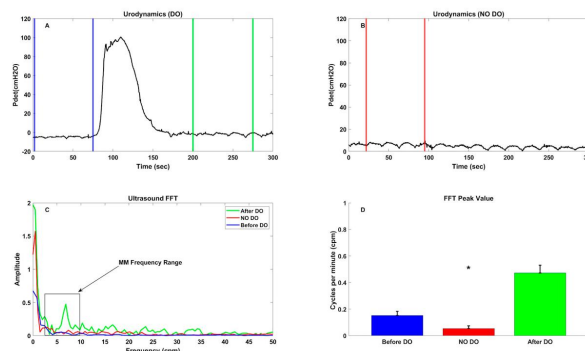 Urodynamics (DO)
A
Pdet(cmH2O)
120
100
80
60
40
20
0
-20
0 50 100 150 200 250 300
Time (sec)
Urodynamics (NO DO)
B
Pdet(cmH2O)
120
100
80
60
40
20
0
0 50 100 150 200 250
Time (sec)
Ultrasound FFT
C
After DO
NO DO
Before DO
MM Frequency Range
Amplitude
2
1.5
1
0.5
0
0 5 10 15 20 25 30 35 40 45 50
Frequency (cpm)
FFT Peak Value
D
*
Cycles per minute (cpm)
1
0.8
0.6
0.4
0.2
0
Before DO NO DO After DO